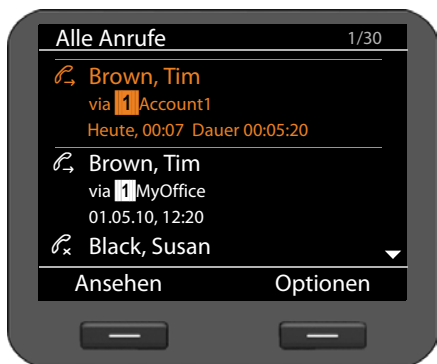 Alle Anrufe 1/30
Brown, Tim
via 1 Account1
Heute, 00:07 Dauer 00:05:20
Brown, Tim
via 1 MyOffice
01.05.10, 12:20
Black, Susan
Ansehen Optionen